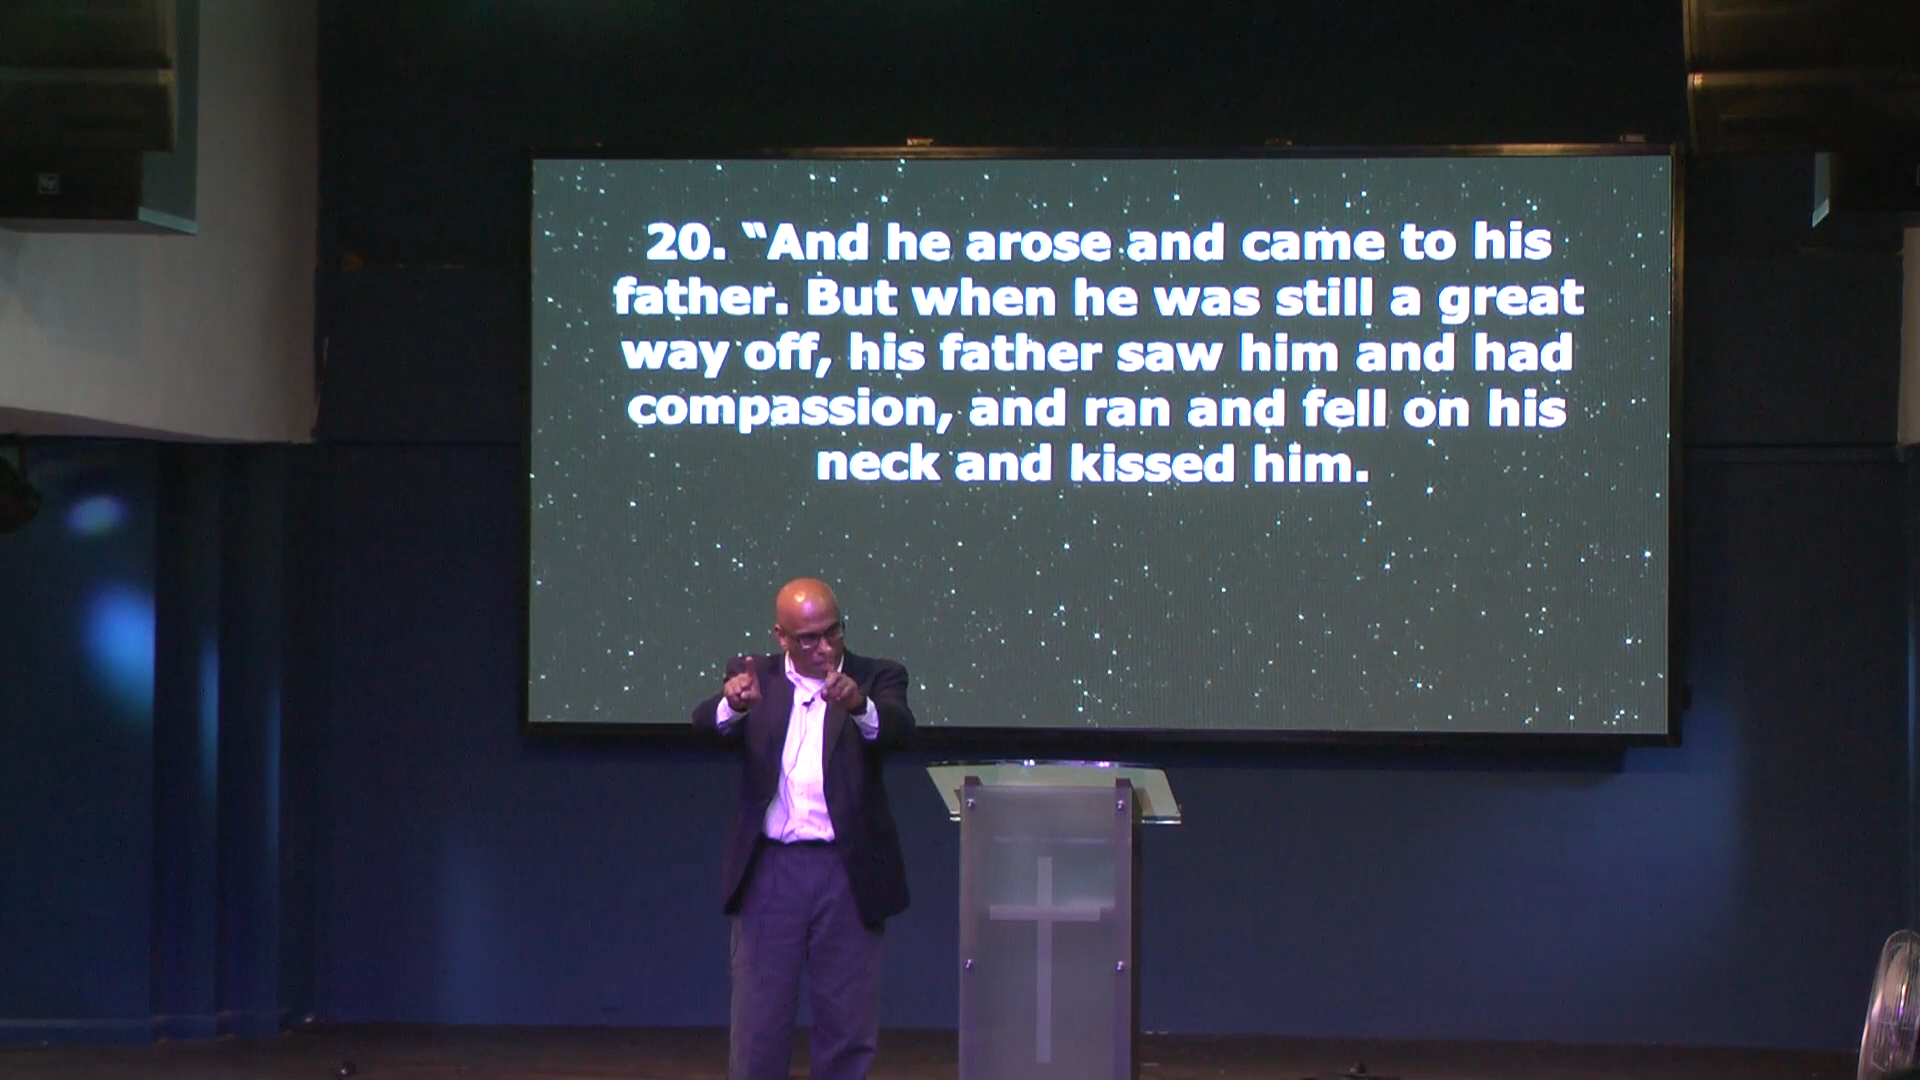 20. “And he arose and came to his
father. But when he was still a great
way off, his father saw him and had
compassion, and ran and fell on his
neck and kissed him.